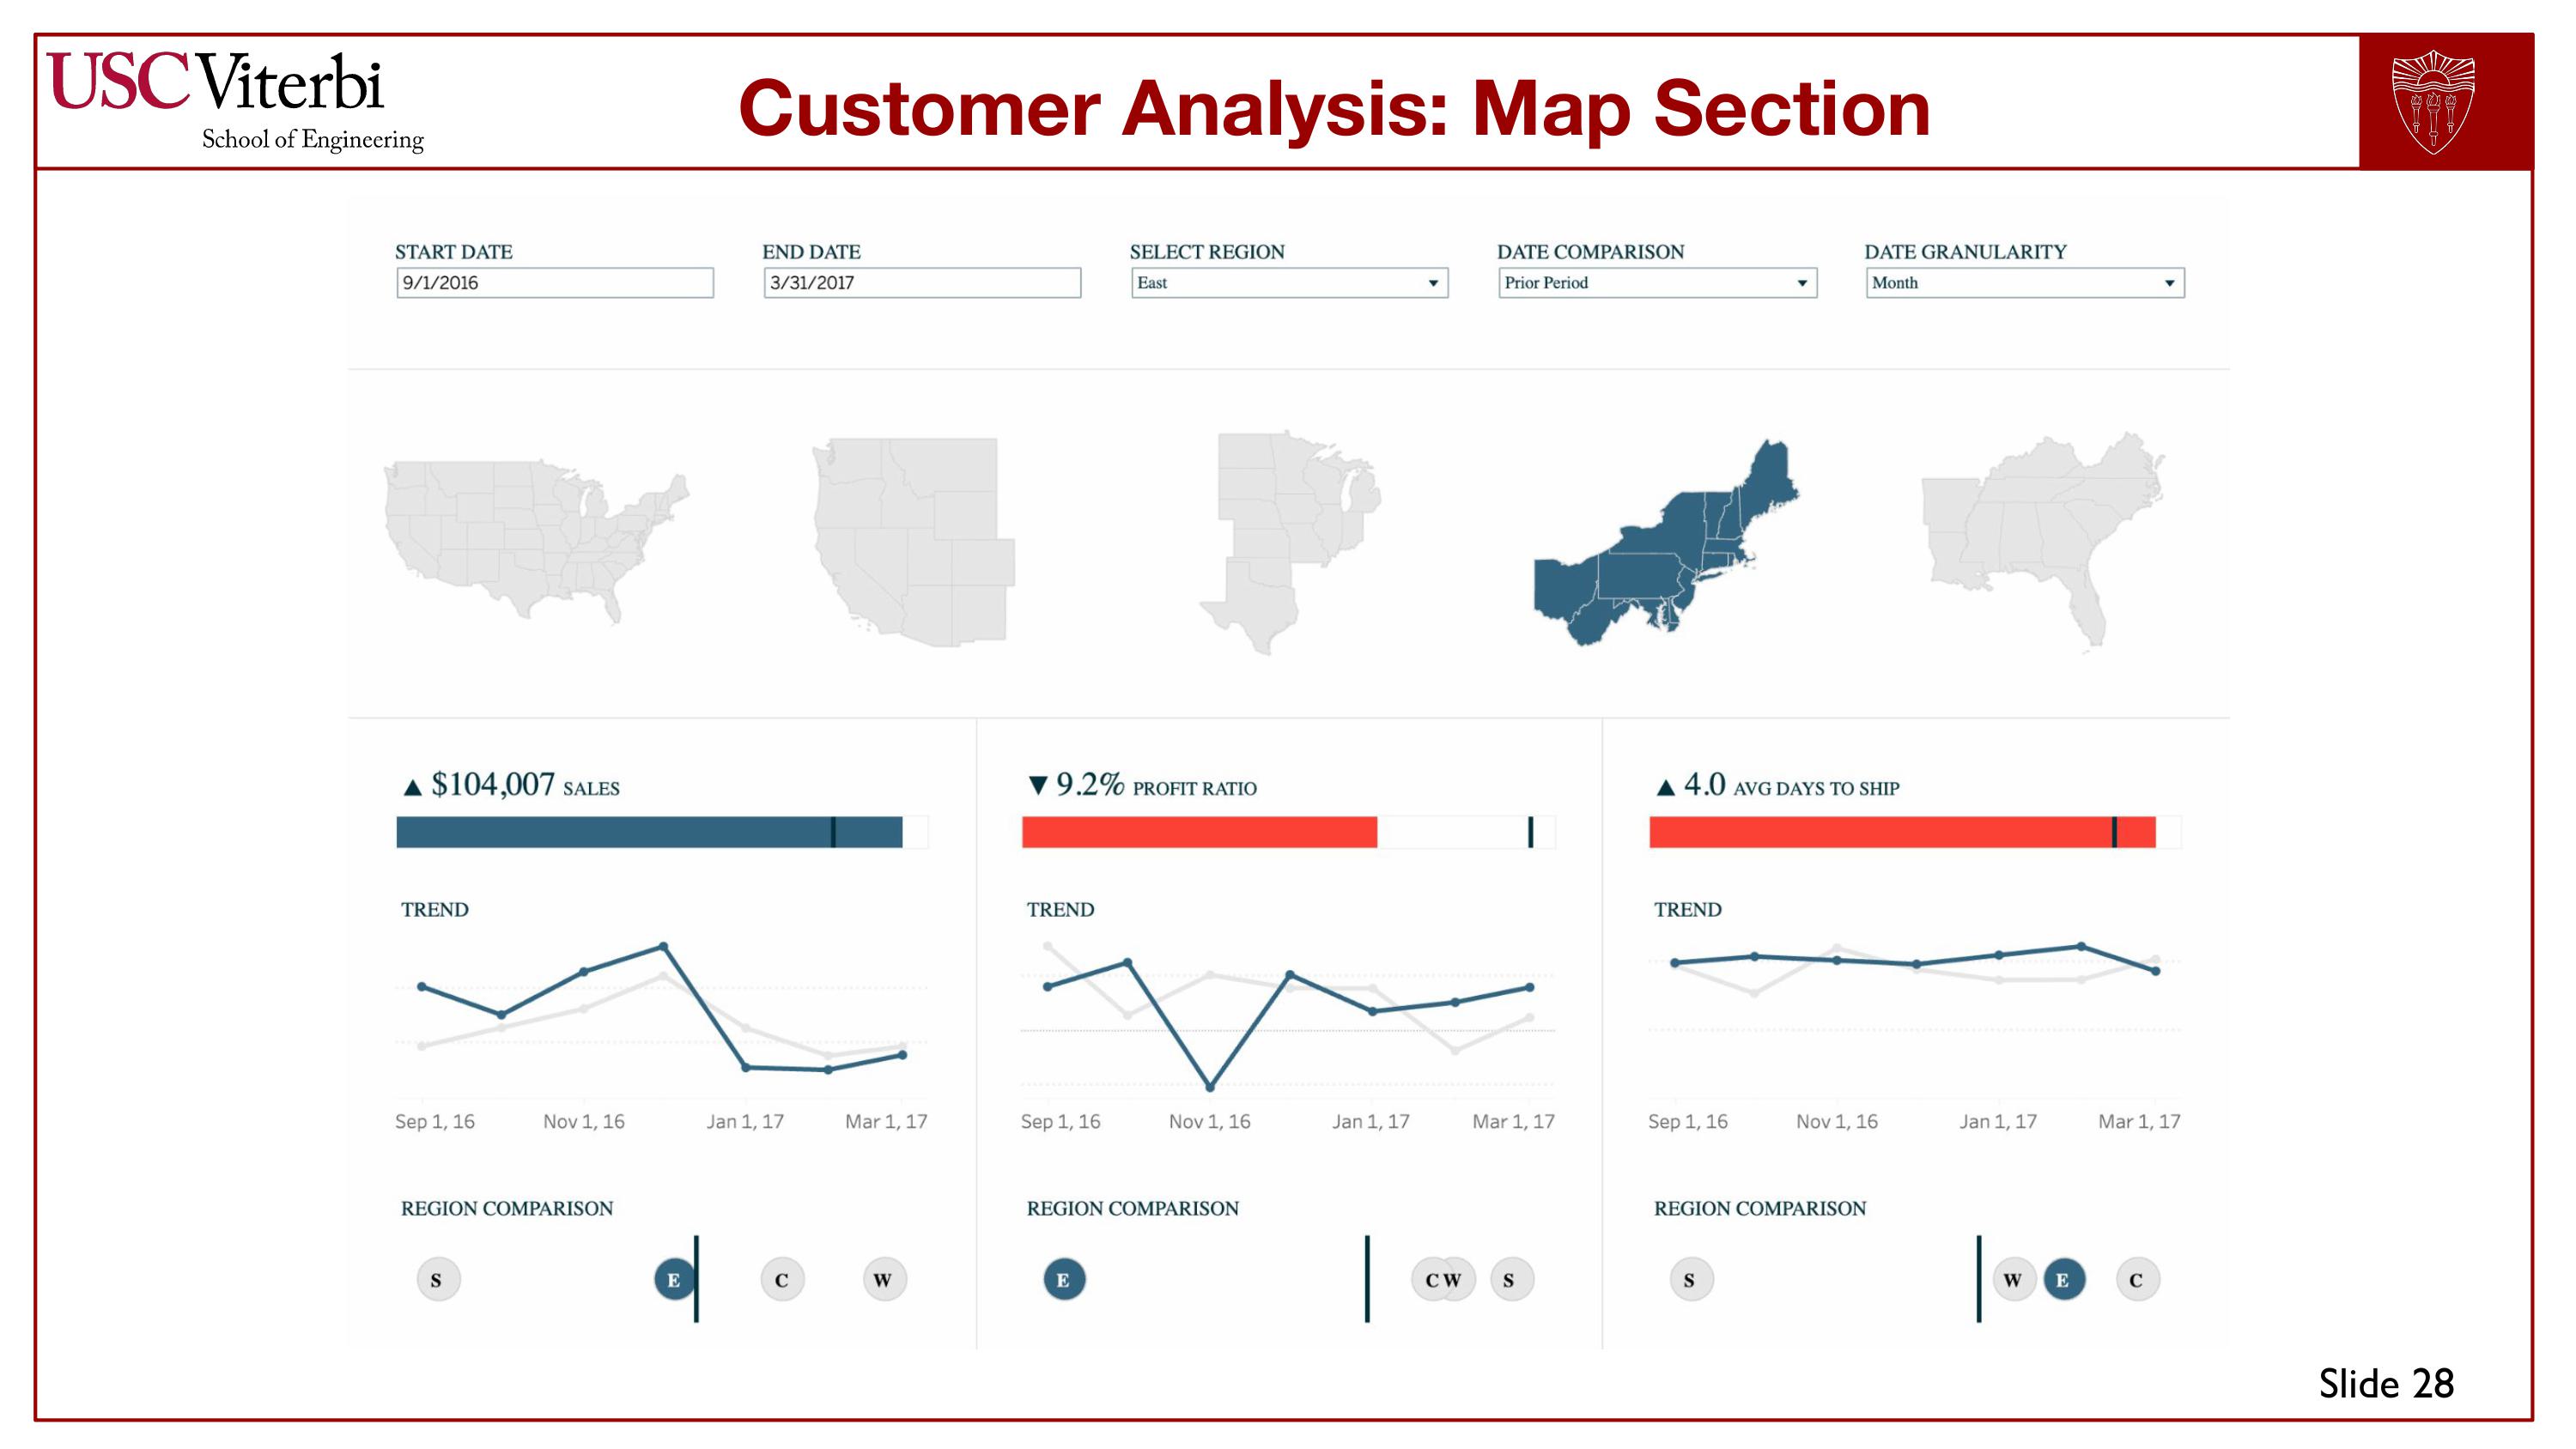 USC Viterbi
School of Engineering
Customer Analysis: Map Section
START DATE
9/1/2016
END DATE
3/31/2017
SELECT REGION
East
DATE COMPARISON
Prior Period
DATE GRANULARITY
Month
▲ $104,007 SALES
TREND
Sep 1, 16 Nov 1, 16 Jan 1, 17 Mar 1, 17
REGION COMPARISON
S E C W
▼ 9.2% PROFIT RATIO
TREND
Sep 1, 16 Nov 1, 16 Jan 1, 17 Mar 1, 17
REGION COMPARISON
E C W S
▲ 4.0 AVG DAYS TO SHIP
TREND
Sep 1, 16 Nov 1, 16 Jan 1, 17 Mar 1, 17
REGION COMPARISON
S W E C
Slide 28